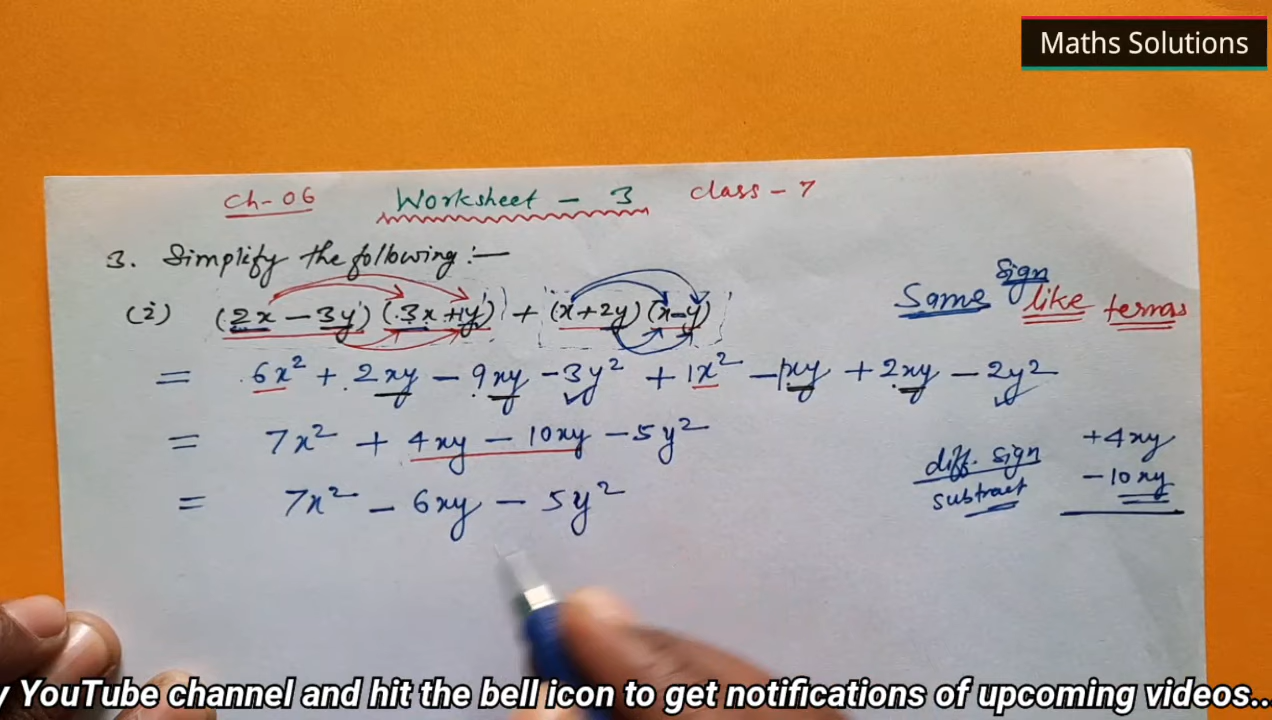 Maths Solutions
Ch-06 Worksheet - 3 class - 7
3. Simplify the following :—
(i) (2x - 3y) (3x + 1y) + (x + 2y) (x - y)
Same sign like terms
= 6x² + 2xy - 9xy - 3y² + 1x² - 1xy + 2xy - 2y²
= 7x² + 4xy - 10xy - 5y²
diff. sign subtract
+4xy
-10xy
= 7x² - 6xy - 5y²
y YouTube channel and hit the bell icon to get notifications of upcoming videos...